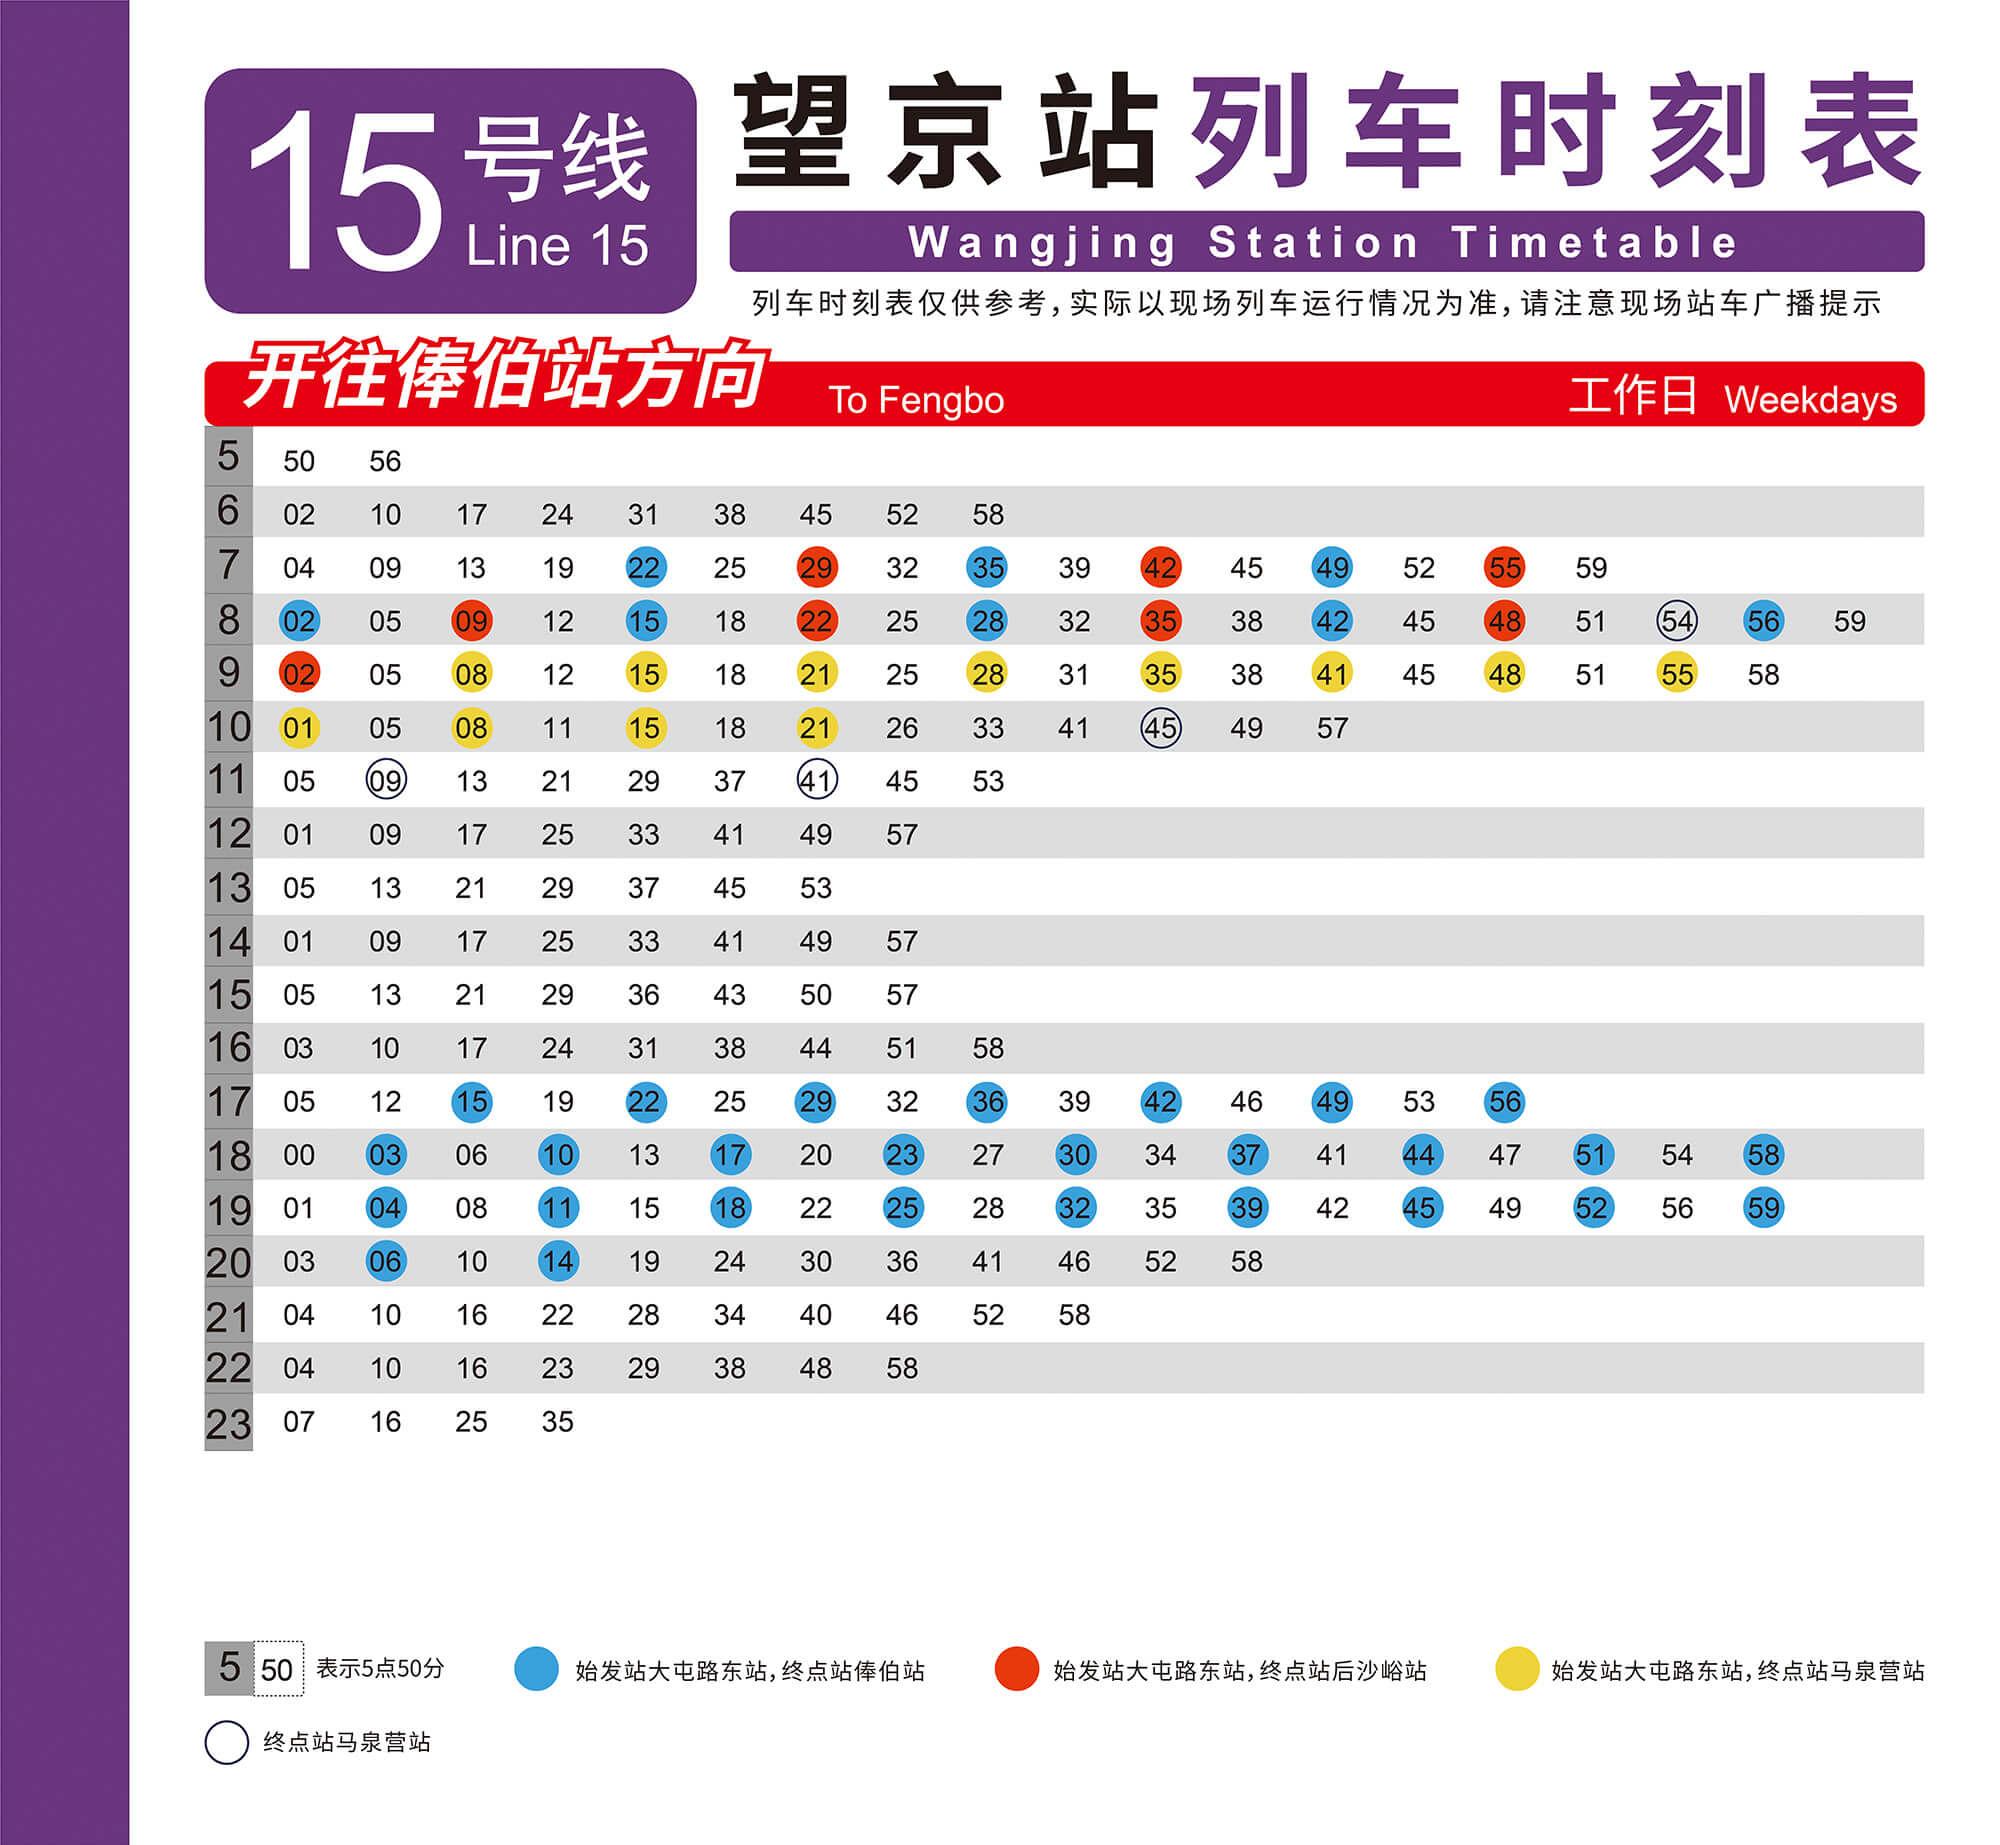 15号线
Line 15
望京站列车时刻表
Wangjing Station Timetable
列车时刻表仅供参考,实际以现场列车运行情况为准,请注意现场站车广播提示
开往俸伯站方向 To Fengbo 工作日 Weekdays
5 50 56
6 02 10 17 24 31 38 45 52 58
7 04 09 13 19 22 25 29 32 35 39 42 45 49 52 55 59
8 02 05 09 12 15 18 22 25 28 32 35 38 42 45 48 51 54 56 59
9 02 05 08 12 15 18 21 25 28 31 35 38 41 45 48 51 55 58
10 01 05 08 11 15 18 21 26 33 41 45 49 57
11 05 09 13 21 29 37 41 45 53
12 01 09 17 25 33 41 49 57
13 05 13 21 29 37 45 53
14 01 09 17 25 33 41 49 57
15 05 13 21 29 36 43 50 57
16 03 10 17 24 31 38 44 51 58
17 05 12 15 19 22 25 29 32 36 39 42 46 49 53 56
18 00 03 06 10 13 17 20 23 27 30 34 37 41 44 47 51 54 58
19 01 04 08 11 15 18 22 25 28 32 35 39 42 45 49 52 56 59
20 03 06 10 14 19 24 30 36 41 46 52 58
21 04 10 16 22 28 34 40 46 52 58
22 04 10 16 23 29 38 48 58
23 07 16 25 35
5 50 表示5点50分 始发站大屯路东站,终点站俸伯站 始发站大屯路东站,终点站后沙峪站 始发站大屯路东站,终点站马泉营站
终点站马泉营站